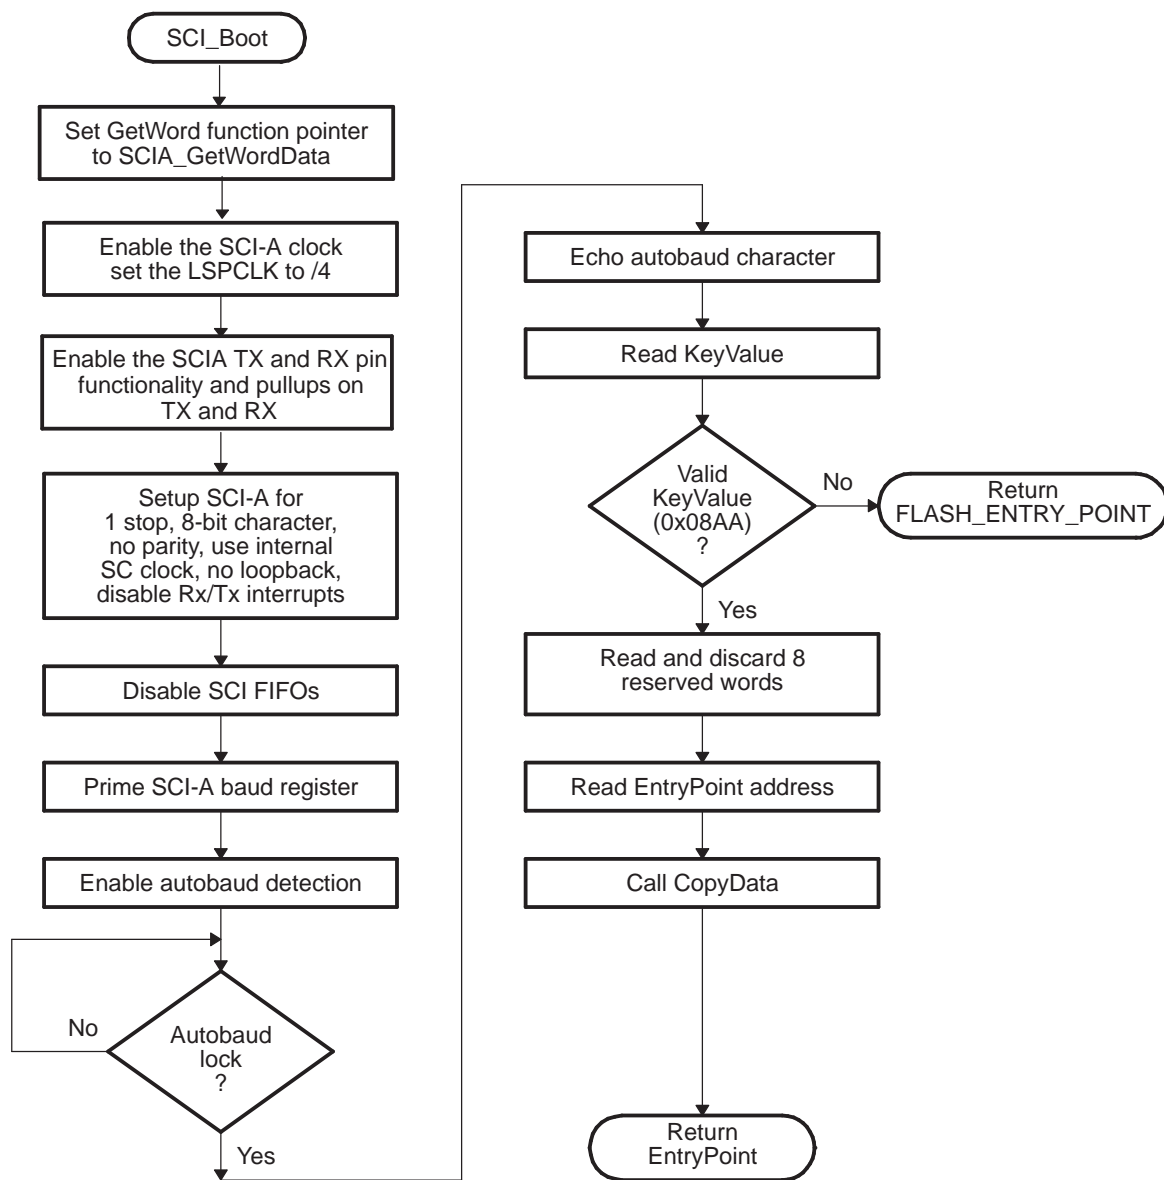 SCI_Boot
Set GetWord function pointer
to SCIA_GetWordData
Enable the SCI-A clock
set the LSPCLK to /4
Enable the SCIA TX and RX pin
functionality and pullups on
TX and RX
Setup SCI-A for
1 stop, 8-bit character,
no parity, use internal
SC clock, no loopback,
disable Rx/Tx interrupts
Disable SCI FIFOs
Prime SCI-A baud register
Enable autobaud detection
No
Autobaud
lock
?
Yes
Echo autobaud character
Read KeyValue
Valid
KeyValue
(0x08AA)
?
No
Return
FLASH_ENTRY_POINT
Yes
Read and discard 8
reserved words
Read EntryPoint address
Call CopyData
Return
EntryPoint